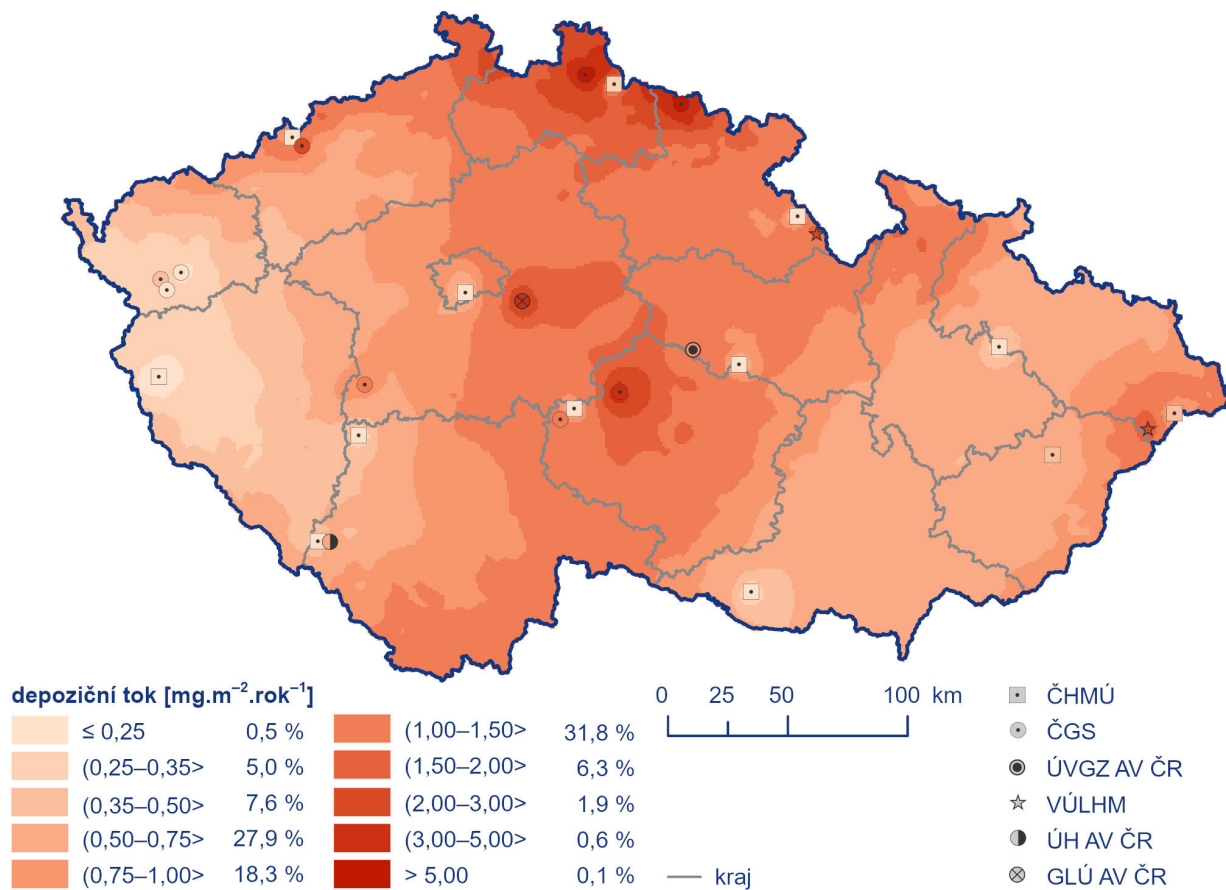 depoziční tok [mg.m⁻².rok⁻¹]
≤ 0,25 0,5 %
(0,25–0,35> 5,0 %
(0,35–0,50> 7,6 %
(0,50–0,75> 27,9 %
(0,75–1,00> 18,3 %
(1,00–1,50> 31,8 %
(1,50–2,00> 6,3 %
(2,00–3,00> 1,9 %
(3,00–5,00> 0,6 %
> 5,00 0,1 %
0 25 50 100 km
kraj
ČHMÚ
ČGS
ÚVGZ AV ČR
VÚLHM
ÚH AV ČR
GLÚ AV ČR